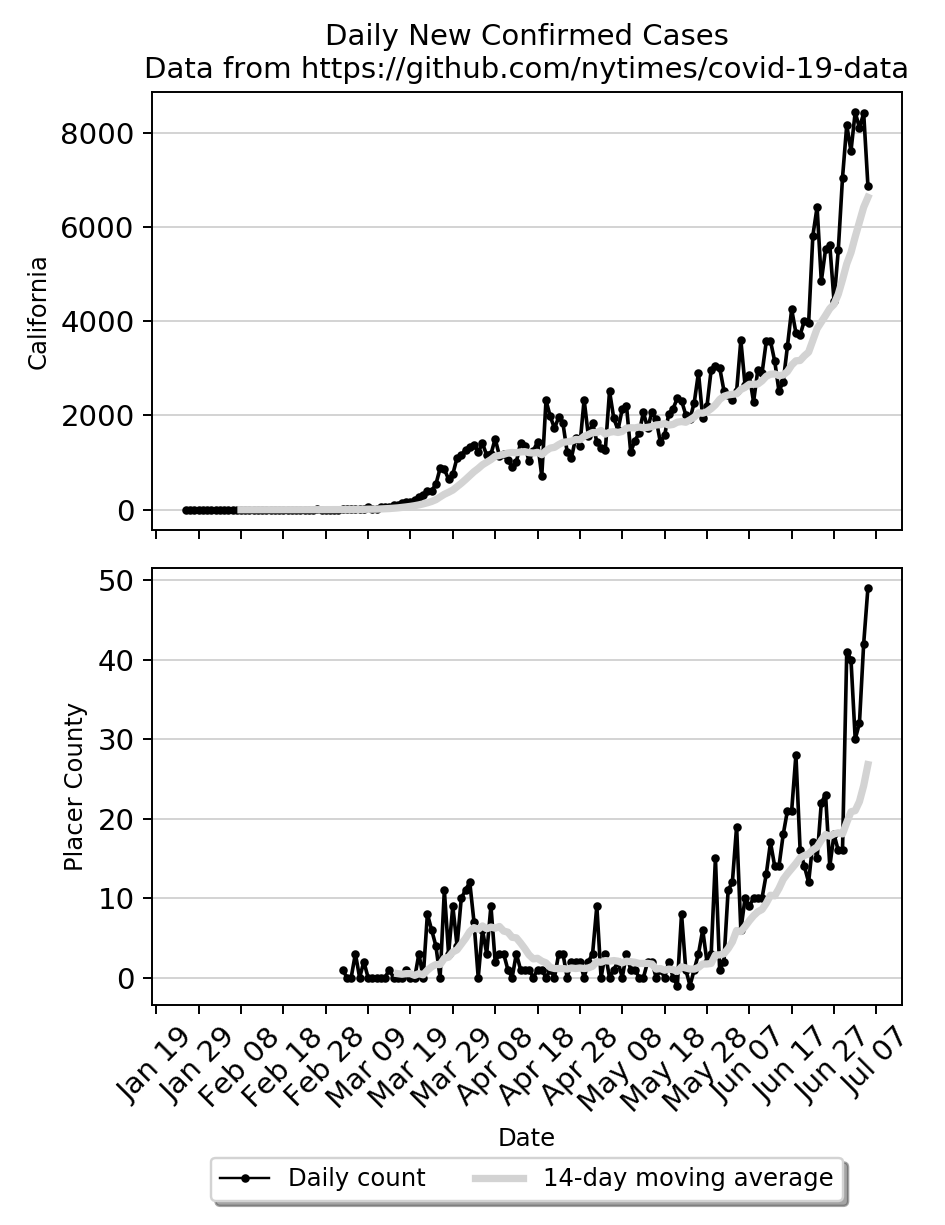 Daily New Confirmed Cases
Data from https://github.com/nytimes/covid-19-data
8000
6000
4000
2000
0
California
50
40
30
20
10
0
Placer County
Jan 19
Jan 29
Feb 08
Feb 18
Feb 28
Mar 09
Mar 19
Mar 29
Apr 08
Apr 18
Apr 28
May 08
May 18
May 28
Jun 07
Jun 17
Jun 27
Jul 07
Date
Daily count
14-day moving average